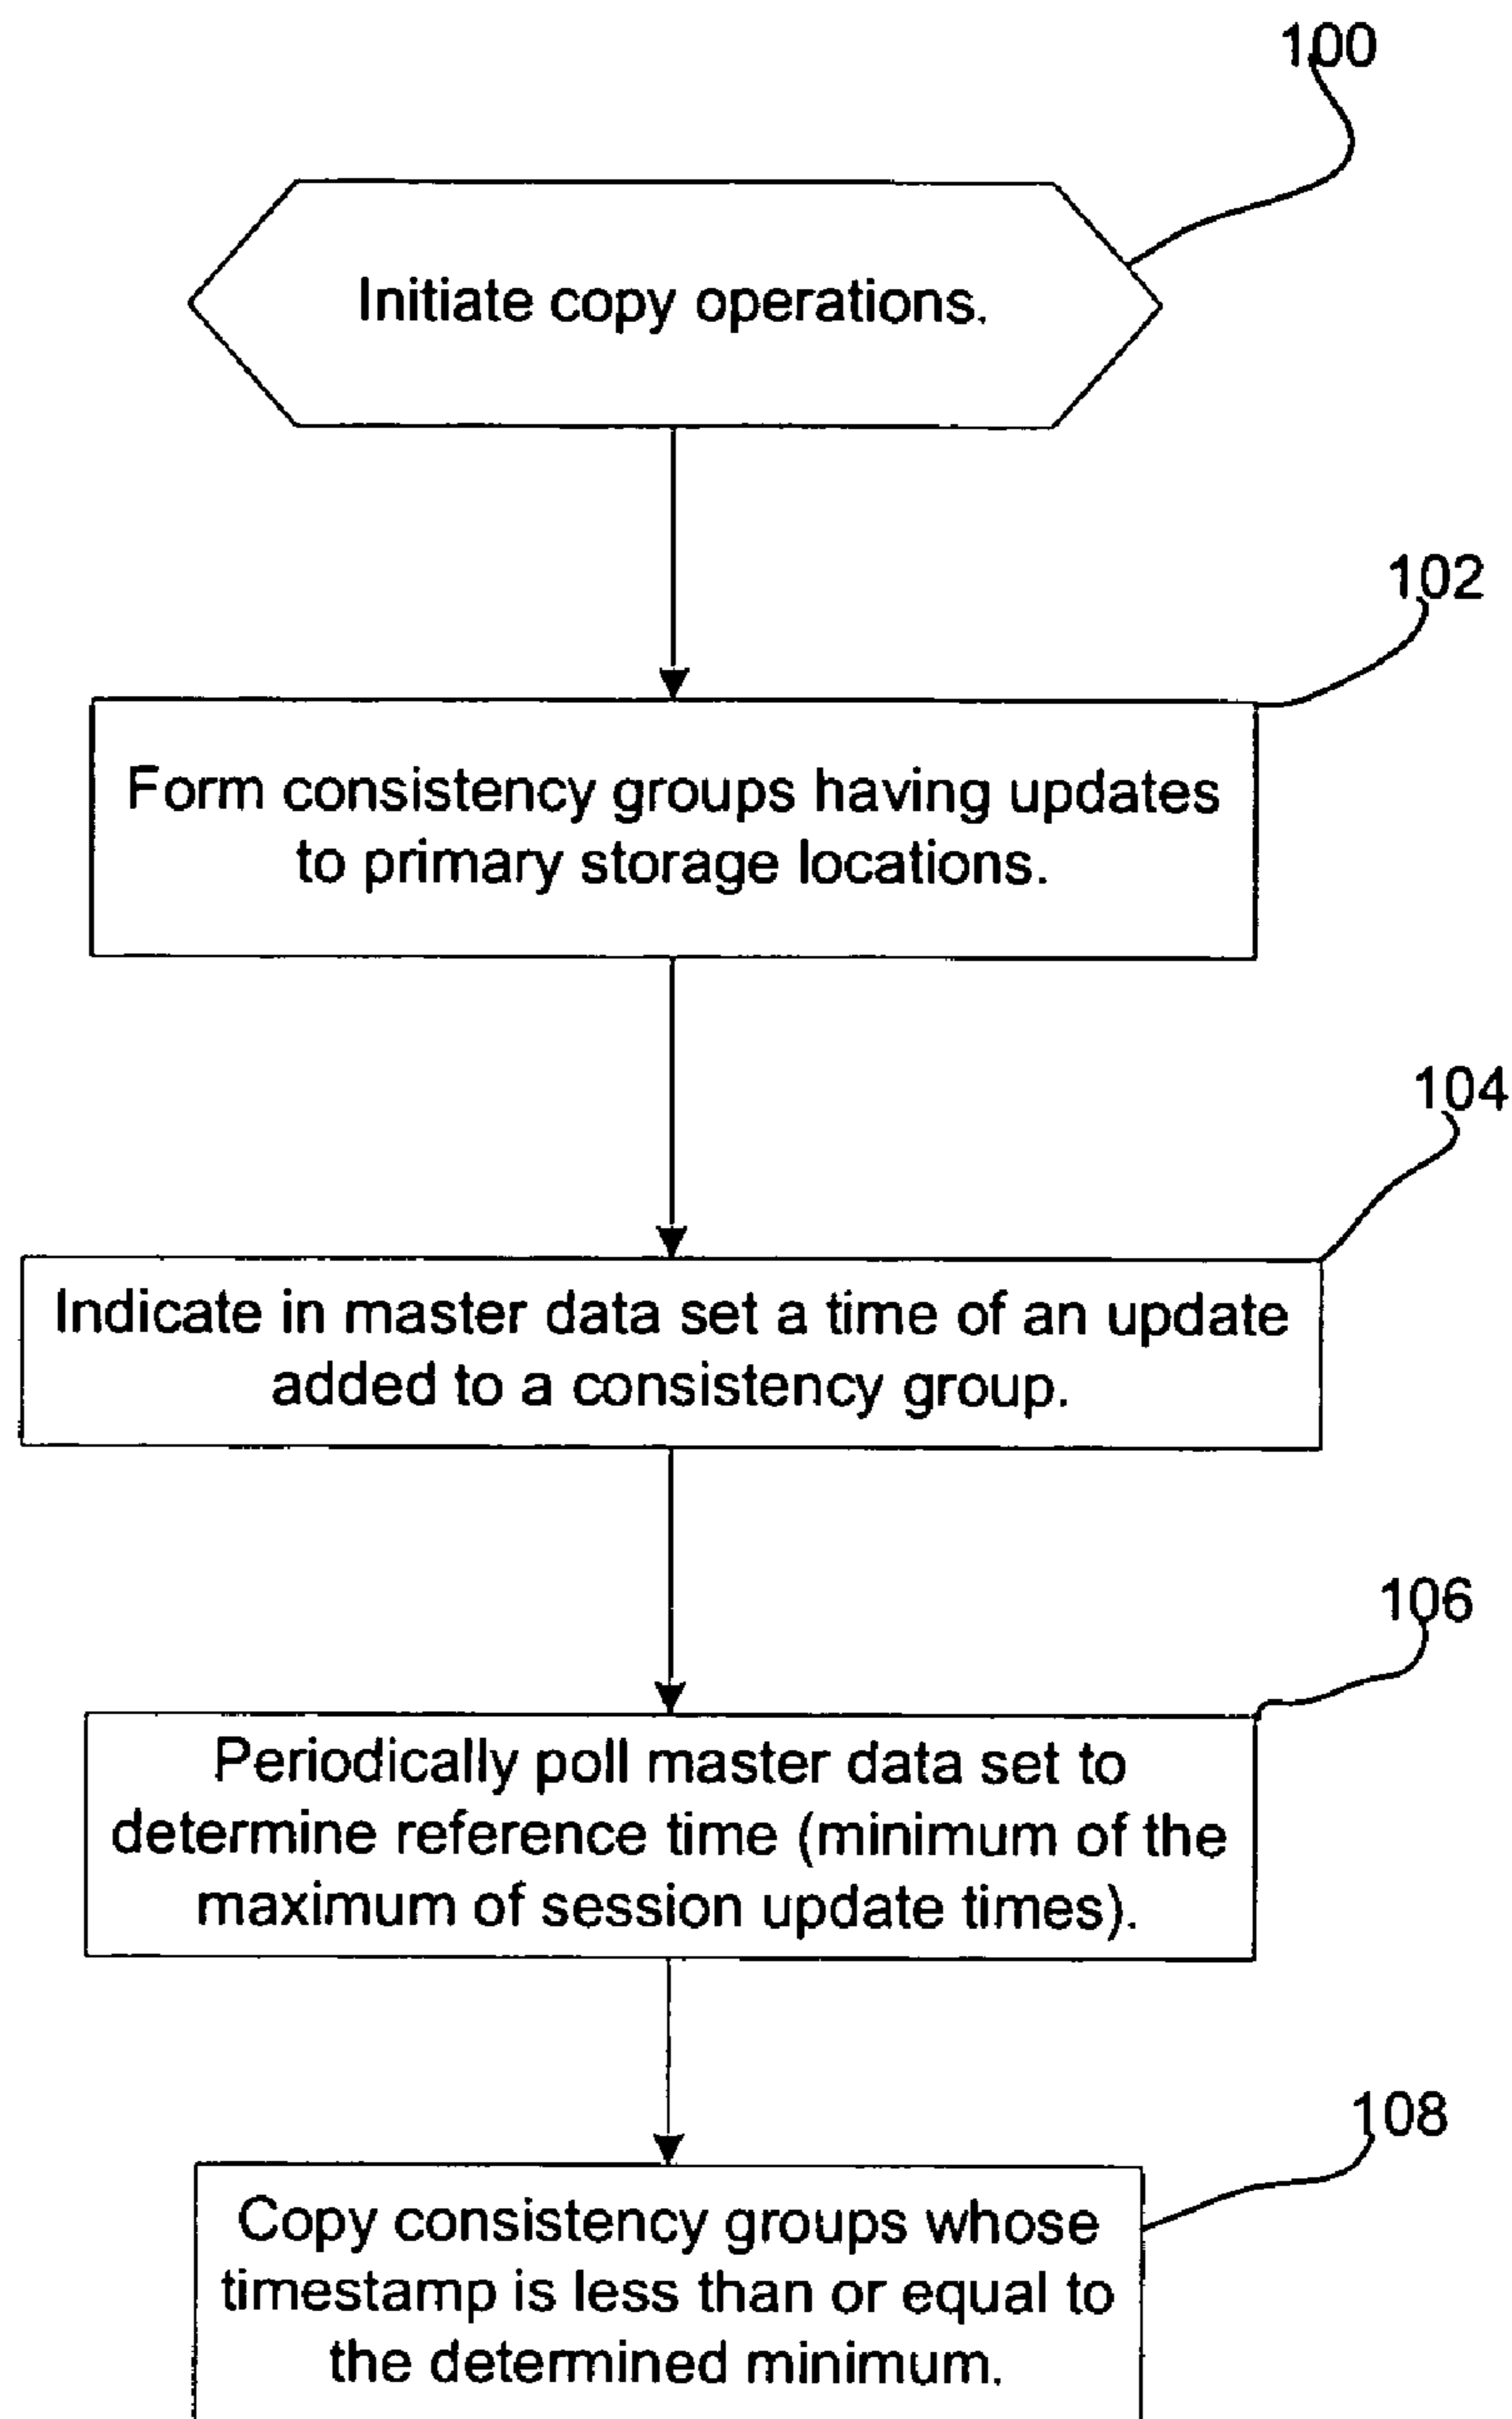 100
Initiate copy operations.
102
Form consistency groups having updates
to primary storage locations.
104
Indicate in master data set a time of an update
added to a consistency group.
106
Periodically poll master data set to
determine reference time (minimum of the
maximum of session update times).
108
Copy consistency groups whose
timestamp is less than or equal to
the determined minimum.